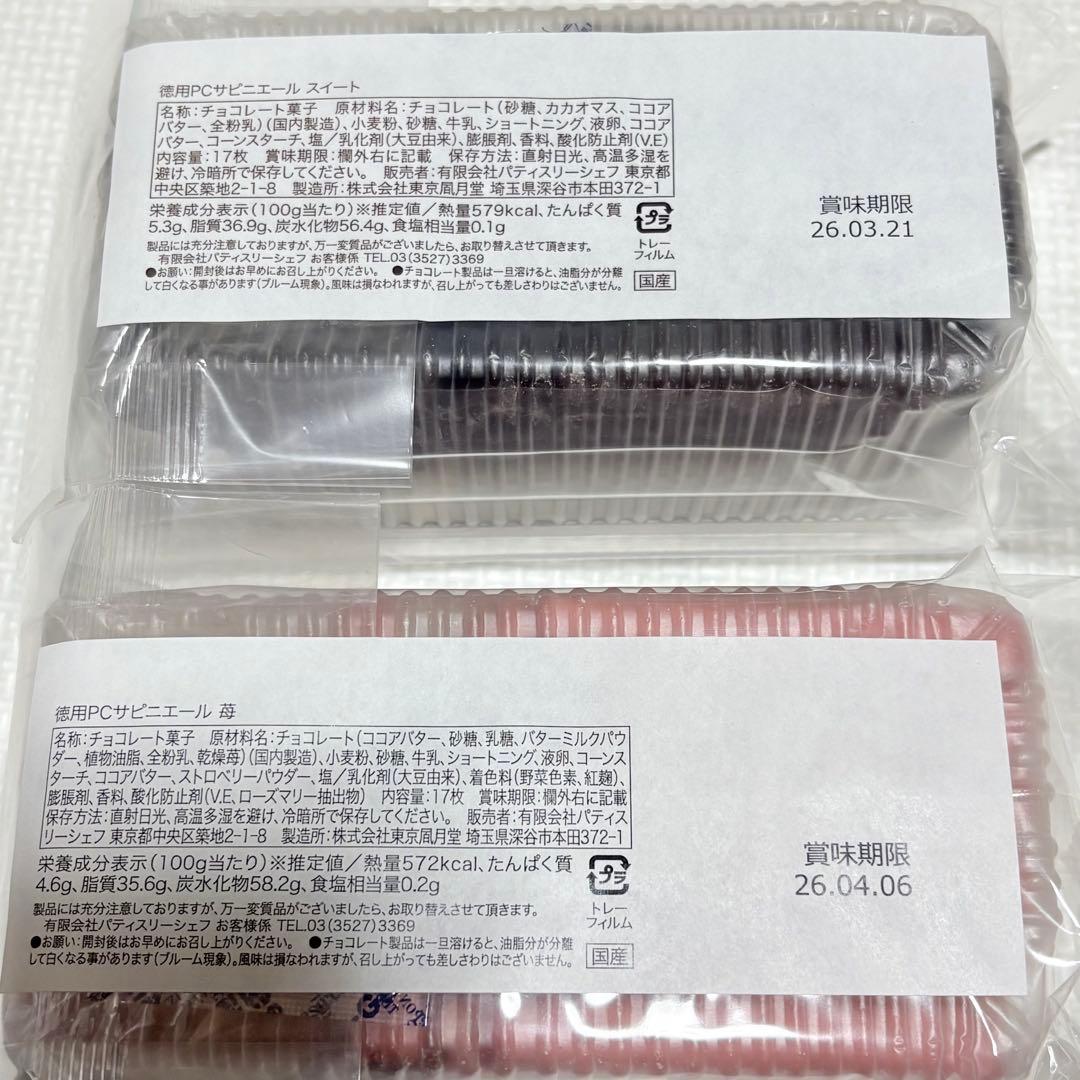 徳用PCサピニエール スイート
名称:チョコレート菓子 原材料名:チョコレート(砂糖、カカオマス、ココア
バター、全粉乳)(国内製造)、小麦粉、砂糖、牛乳、ショートニング、液卵、ココア
バター、コーンスターチ、塩/乳化剤(大豆由来)、膨脹剤、香料、酸化防止剤(V.E)
内容量:17枚 賞味期限:欄外右に記載 保存方法:直射日光、高温多湿を
避け、冷暗所で保存してください。 販売者:有限会社パティスリーシェフ 東京都
中央区築地2-1-8 製造所:株式会社東京凮月堂 埼玉県深谷市本田372-1
栄養成分表示(100g当たり)※推定値/熱量579kcal、たんぱく質
5.3g、脂質36.9g、炭水化物56.4g、食塩相当量0.1g
製品には充分注意しておりますが、万一変質品がございましたら、お取り替えさせて頂きます。
有限会社パティスリーシェフ お客様係 TEL.03(3527)3369
●お願い:開封後はお早めにお召し上がりください。 ●チョコレート製品は一旦溶けると、油脂分が分離
して白くなる事があります(ブルーム現象)。風味は損なわれますが、召し上がっても差しさわりはございません。
プラ
トレー
フィルム
国産
賞味期限
26.03.21
徳用PCサピニエール 苺
名称:チョコレート菓子 原材料名:チョコレート(ココアバター、砂糖、乳糖、バターミルクパウ
ダー、植物油脂、全粉乳、乾燥苺)(国内製造)、小麦粉、砂糖、牛乳、ショートニング、液卵、コーンス
ターチ、ココアバター、ストロベリーパウダー、塩/乳化剤(大豆由来)、着色料(野菜色素、紅麹)、
膨脹剤、香料、酸化防止剤(V.E、ローズマリー抽出物) 内容量:17枚 賞味期限:欄外右に記載
保存方法:直射日光、高温多湿を避け、冷暗所で保存してください。 販売者:有限会社パティス
リーシェフ 東京都中央区築地2-1-8 製造所:株式会社東京凮月堂 埼玉県深谷市本田372-1
栄養成分表示(100g当たり)※推定値/熱量572kcal、たんぱく質
4.6g、脂質35.6g、炭水化物58.2g、食塩相当量0.2g
製品には充分注意しておりますが、万一変質品がございましたら、お取り替えさせて頂きます。
有限会社パティスリーシェフ お客様係 TEL.03(3527)3369
●お願い:開封後はお早めにお召し上がりください。 ●チョコレート製品は一旦溶けると、油脂分が分離
して白くなる事があります(ブルーム現象)。風味は損なわれますが、召し上がっても差しさわりはございません。
プラ
トレー
フィルム
国産
賞味期限
26.04.06